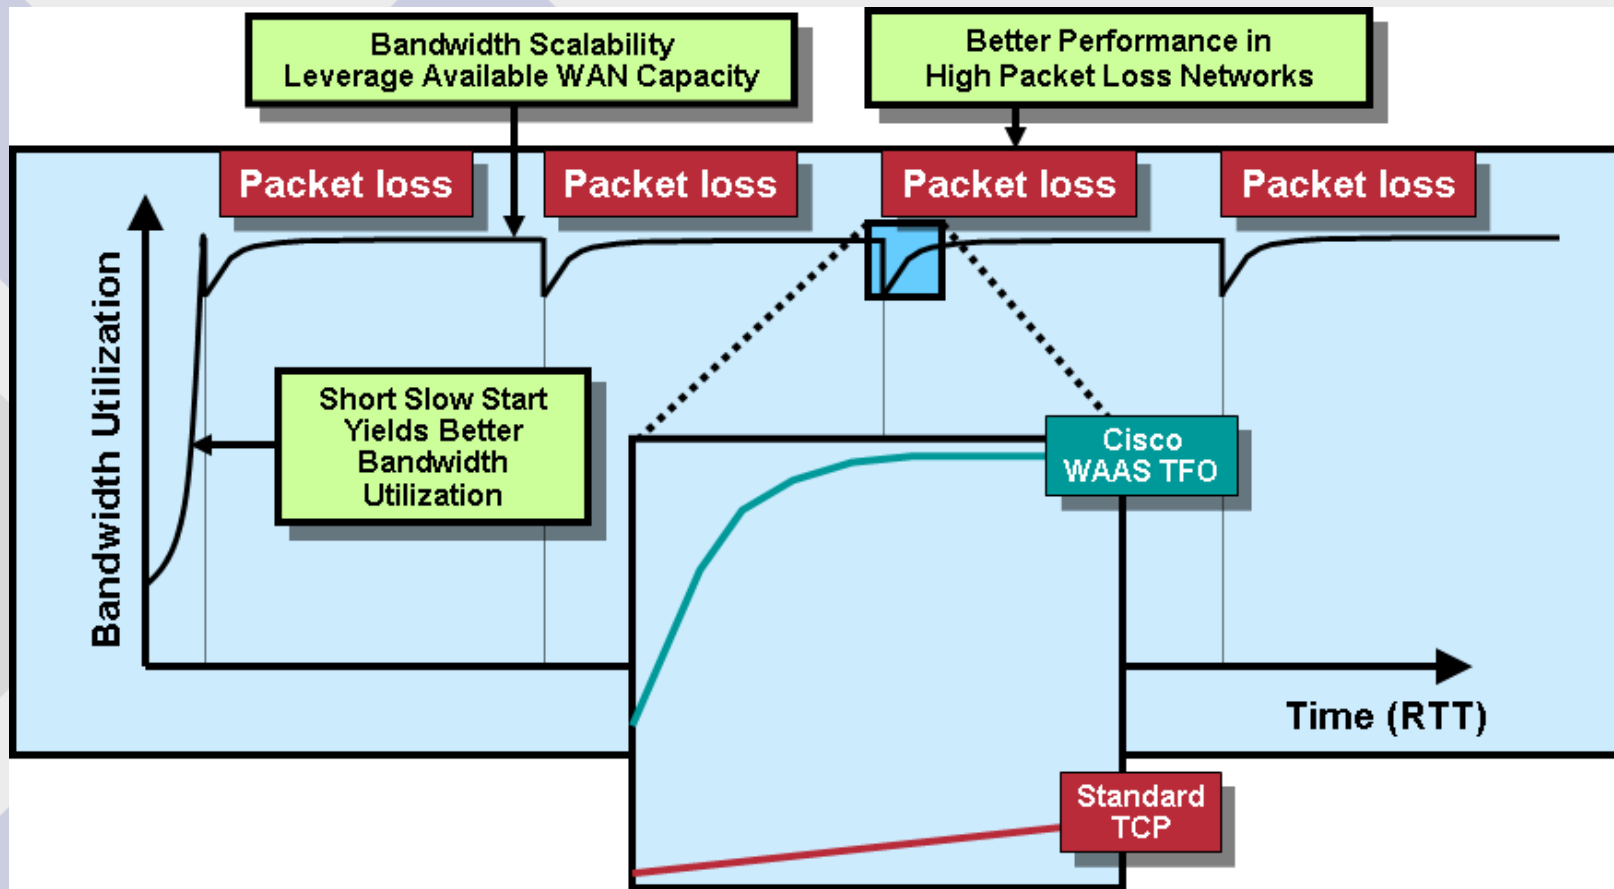 Bandwidth Scalability
Leverage Available WAN Capacity
Better Performance in
High Packet Loss Networks
Packet loss
Packet loss
Packet loss
Packet loss
Bandwidth Utilization
Short Slow Start
Yields Better
Bandwidth
Utilization
Cisco
WAAS TFO
Time (RTT)
Standard
TCP